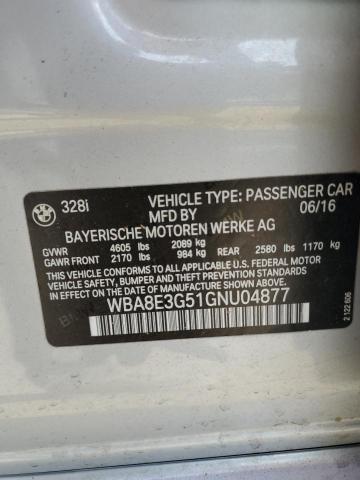 BMW
328i
VEHICLE TYPE: PASSENGER CAR
MFD BY
06/16
BAYERISCHE MOTOREN WERKE AG
GVWR 4605 lbs 2089 kg
GAWR FRONT 2170 lbs 984 kg REAR 2580 lbs 1170 kg
THIS VEHICLE CONFORMS TO ALL APPLICABLE U.S. FEDERAL MOTOR
VEHICLE SAFETY, BUMPER AND THEFT PREVENTION STANDARDS
IN EFFECT ON THE DATE OF MANUFACTURE SHOWN ABOVE
WBA8E3G51GNU04877
2 122 606